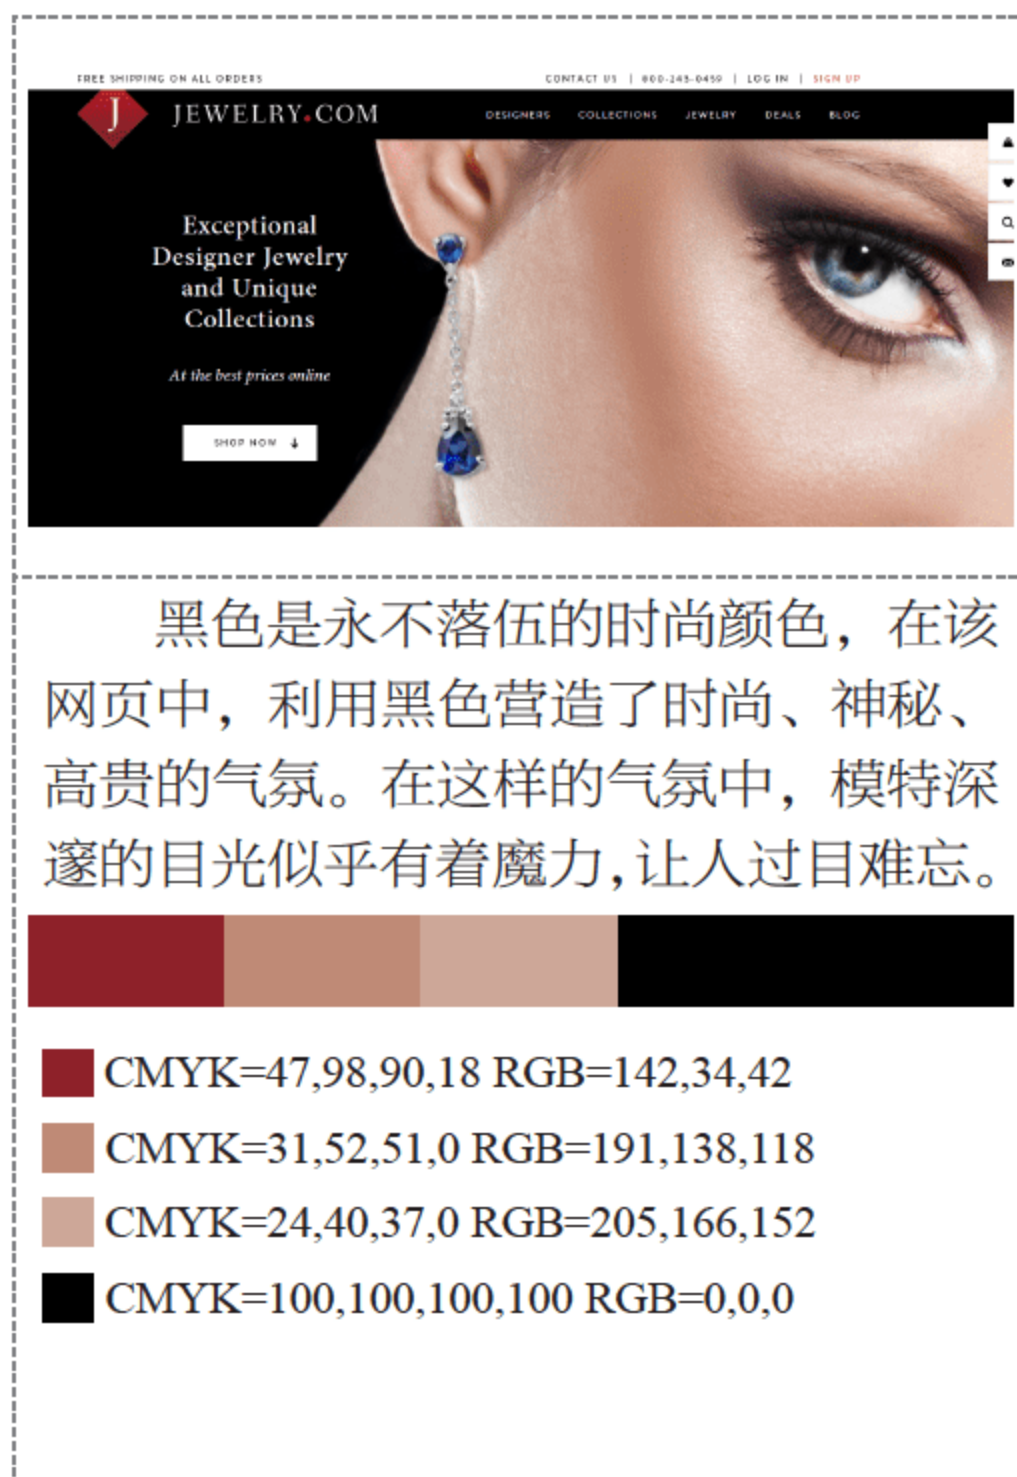 FREE SHIPPING ON ALL ORDERS
CONTACT US | 800-245-0459 | LOG IN | SIGN UP
J JEWELRY.COM
DESIGNERS COLLECTIONS JEWELRY DEALS BLOG
Exceptional
Designer Jewelry
and Unique
Collections
At the best prices online
SHOP NOW
黑色是永不落伍的时尚颜色，在该
网页中，利用黑色营造了时尚、神秘、
高贵的气氛。在这样的气氛中，模特深
邃的目光似乎有着魔力，让人过目难忘。
CMYK=47,98,90,18 RGB=142,34,42
CMYK=31,52,51,0 RGB=191,138,118
CMYK=24,40,37,0 RGB=205,166,152
CMYK=100,100,100,100 RGB=0,0,0